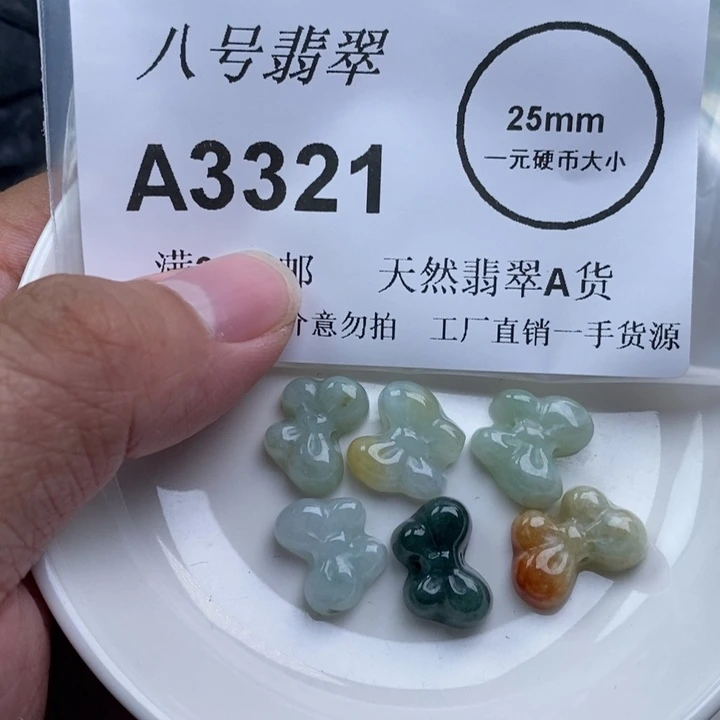 八号翡翠
25mm
一元硬币大小
A3321
满 邮 天然翡翠A货
介意勿拍 工厂直销一手货源